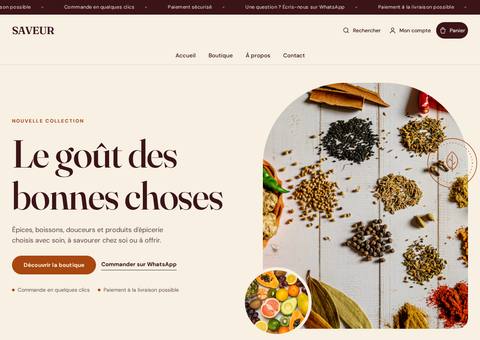 son possible • Commande en quelques clics • Paiement sécurisé • Une question ? Écris-nous sur WhatsApp • Paiement à la livraison possible •
SAVEUR
Rechercher Mon compte Panier
Accueil Boutique À propos Contact
NOUVELLE COLLECTION
Le goût des
bonnes choses
Épices, boissons, douceurs et produits d'épicerie
choisis avec soin, à savourer chez soi ou à offrir.
Découvrir la boutique Commander sur WhatsApp
• Commande en quelques clics • Paiement à la livraison possible